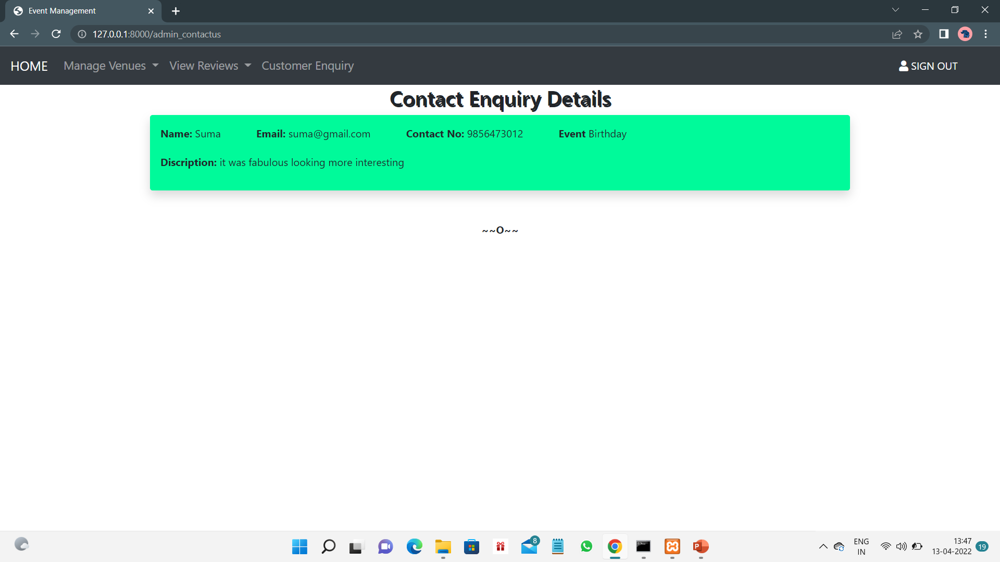 Event Management
127.0.0.1:8000/admin_contactus
HOME Manage Venues View Reviews Customer Enquiry SIGN OUT
Contact Enquiry Details
Name: Suma Email: suma@gmail.com Contact No: 9856473012 Event Birthday
Discription: it was fabulous looking more interesting
~~O~~
8
P
ENG
IN
13:47
13-04-2022
19